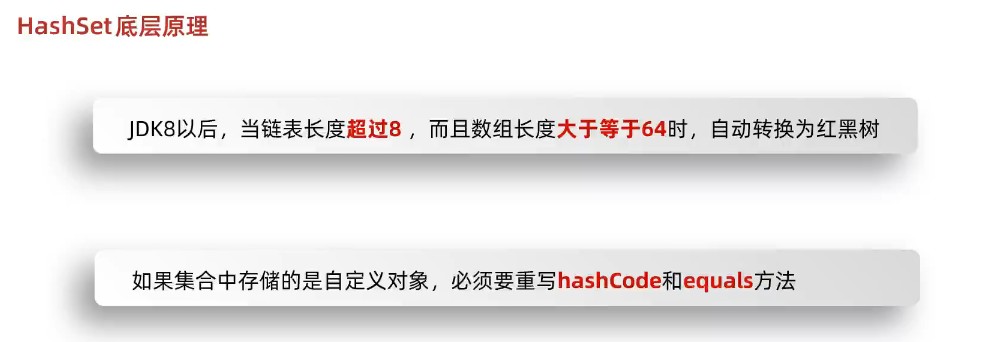 HashSet底层原理
JDK8以后，当链表长度超过8，而且数组长度大于等于64时，自动转换为红黑树
如果集合中存储的是自定义对象，必须要重写hashCode和equals方法